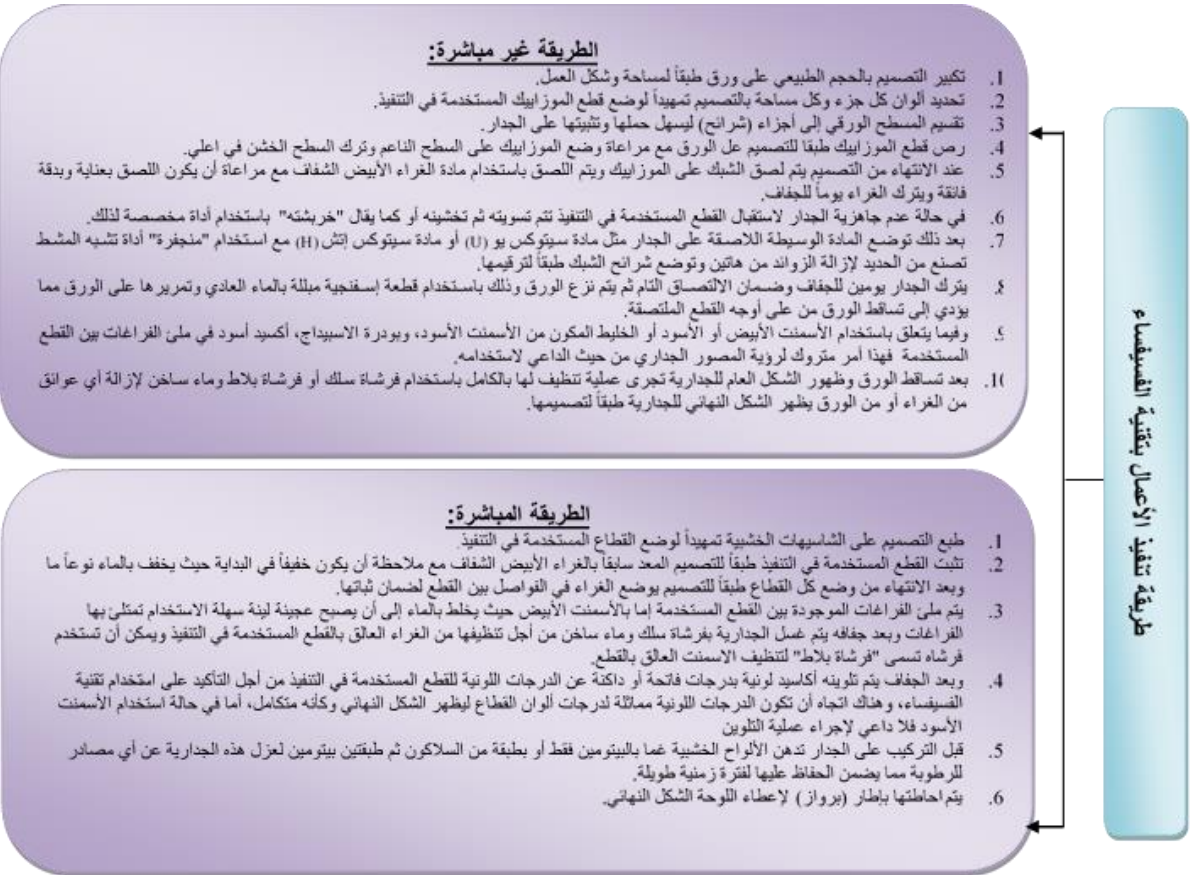 طريقة تنفيذ الأعمال بتقنية الفسيفساء
الطريقة غير مباشرة:
1. تكبير التصميم بالحجم الطبيعي على ورق طبقاً لمساحة وشكل العمل.
2. تحديد ألوان كل جزء وكل مساحة بالتصميم تمهيداً لوضع قطع الموزاييك المستخدمة في التنفيذ.
3. تقسيم المسطح الورقي إلى أجزاء (شرائح) ليسهل حملها وتثبيتها على الجدار.
4. رص قطع الموزاييك طبقا للتصميم عل الورق مع مراعاة وضع الموزاييك على السطح الناعم وترك السطح الخشن في اعلي.
5. عند الانتهاء من التصميم يتم لصق الشبك على الموزاييك ويتم اللصق باستخدام مادة الغراء الأبيض الشفاف مع مراعاة أن يكون اللصق بعناية وبدقة
فائقة ويترك الغراء يوماً للجفاف.
6. في حالة عدم جاهزية الجدار لاستقبال القطع المستخدمة في التنفيذ تتم تسويته ثم تخشينه أو كما يقال "خربشته" باستخدام أداة مخصصة لذلك.
7. بعد ذلك توضع المادة الوسيطة اللاصقة على الجدار مثل مادة سيتوكس يو (U) أو مادة سيتوكس إتش (H) مع استخدام "منجفرة" أداة تشبه المشط
تصنع من الحديد لإزالة الزوائد من هاتين وتوضع شرائح الشبك طبقاً لترقيمها.
8. يترك الجدار يومين للجفاف وضمان الالتصاق التام ثم يتم نزع الورق وذلك باستخدام قطعة إسفنجية مبللة بالماء العادي وتمريرها على الورق مما
يؤدي إلى تساقط الورق من على أوجه القطع الملتصقة.
9. وفيما يتعلق باستخدام الأسمنت الأبيض أو الأسود أو الخليط المكون من الأسمنت الأسود، وبودرة الاسبيداج، أكسيد أسود في ملئ الفراغات بين القطع
المستخدمة فهذا أمر متروك لرؤية المصور الجداري من حيث الداعي لاستخدامه.
10. بعد تساقط الورق وظهور الشكل العام للجدارية تجرى عملية تنظيف لها بالكامل باستخدام فرشاة سلك أو فرشاة بلاط وماء ساخن لإزالة أي عوائق
من الغراء أو من الورق يظهر الشكل النهائي للجدارية طبقاً لتصميمها.
الطريقة المباشرة:
1. طبع التصميم على الشاسيهات الخشبية تمهيداً لوضع القطاع المستخدمة في التنفيذ.
2. تثبت القطع المستخدمة في التنفيذ طبقاً للتصميم المعد سابقاً بالغراء الأبيض الشفاف مع ملاحظة أن يكون خفيفاً في البداية حيث يخفف بالماء نوعاً ما
وبعد الانتهاء من وضع كل القطاع طبقاً للتصميم يوضع الغراء في الفواصل بين القطع لضمان ثباتها.
3. يتم ملئ الفراغات الموجودة بين القطع المستخدمة إما بالأسمنت الأبيض حيث يخلط بالماء إلى أن يصبح عجينة لينة سهلة الاستخدام تمتلئ بها
الفراغات وبعد جفافه يتم غسل الجدارية بفرشاة سلك وماء ساخن من أجل تنظيفها من الغراء العالق بالقطع المستخدمة في التنفيذ ويمكن أن تستخدم
فرشاه تسمى "فرشاة بلاط" لتنظيف الاسمنت العالق بالقطع.
4. وبعد الجفاف يتم تلوينه أكاسيد لونية بدرجات فاتحة أو داكنة عن الدرجات اللونية للقطع المستخدمة في التنفيذ من أجل التأكيد على استخدام تقنية
السيفساء، وهناك اتجاه أن تكون الدرجات اللونية مماثلة لدرجات ألوان القطاع ليظهر الشكل النهائي وكأنه متكامل، أما في حالة استخدام الأسمنت
الأسود فلا داعي لإجراء عملية التلوين
5. قبل التركيب على الجدار تدهن الألواح الخشبية غما بالبيتومين فقط أو بطبقة من السلاكون ثم طبقتين بيتومين لعزل هذه الجدارية عن أي مصادر
للرطوبة مما يضمن الحفاظ عليها لفترة زمنية طويلة.
6. يتم احاطتها بإطار (برواز) لإعطاء اللوحة الشكل النهائي.